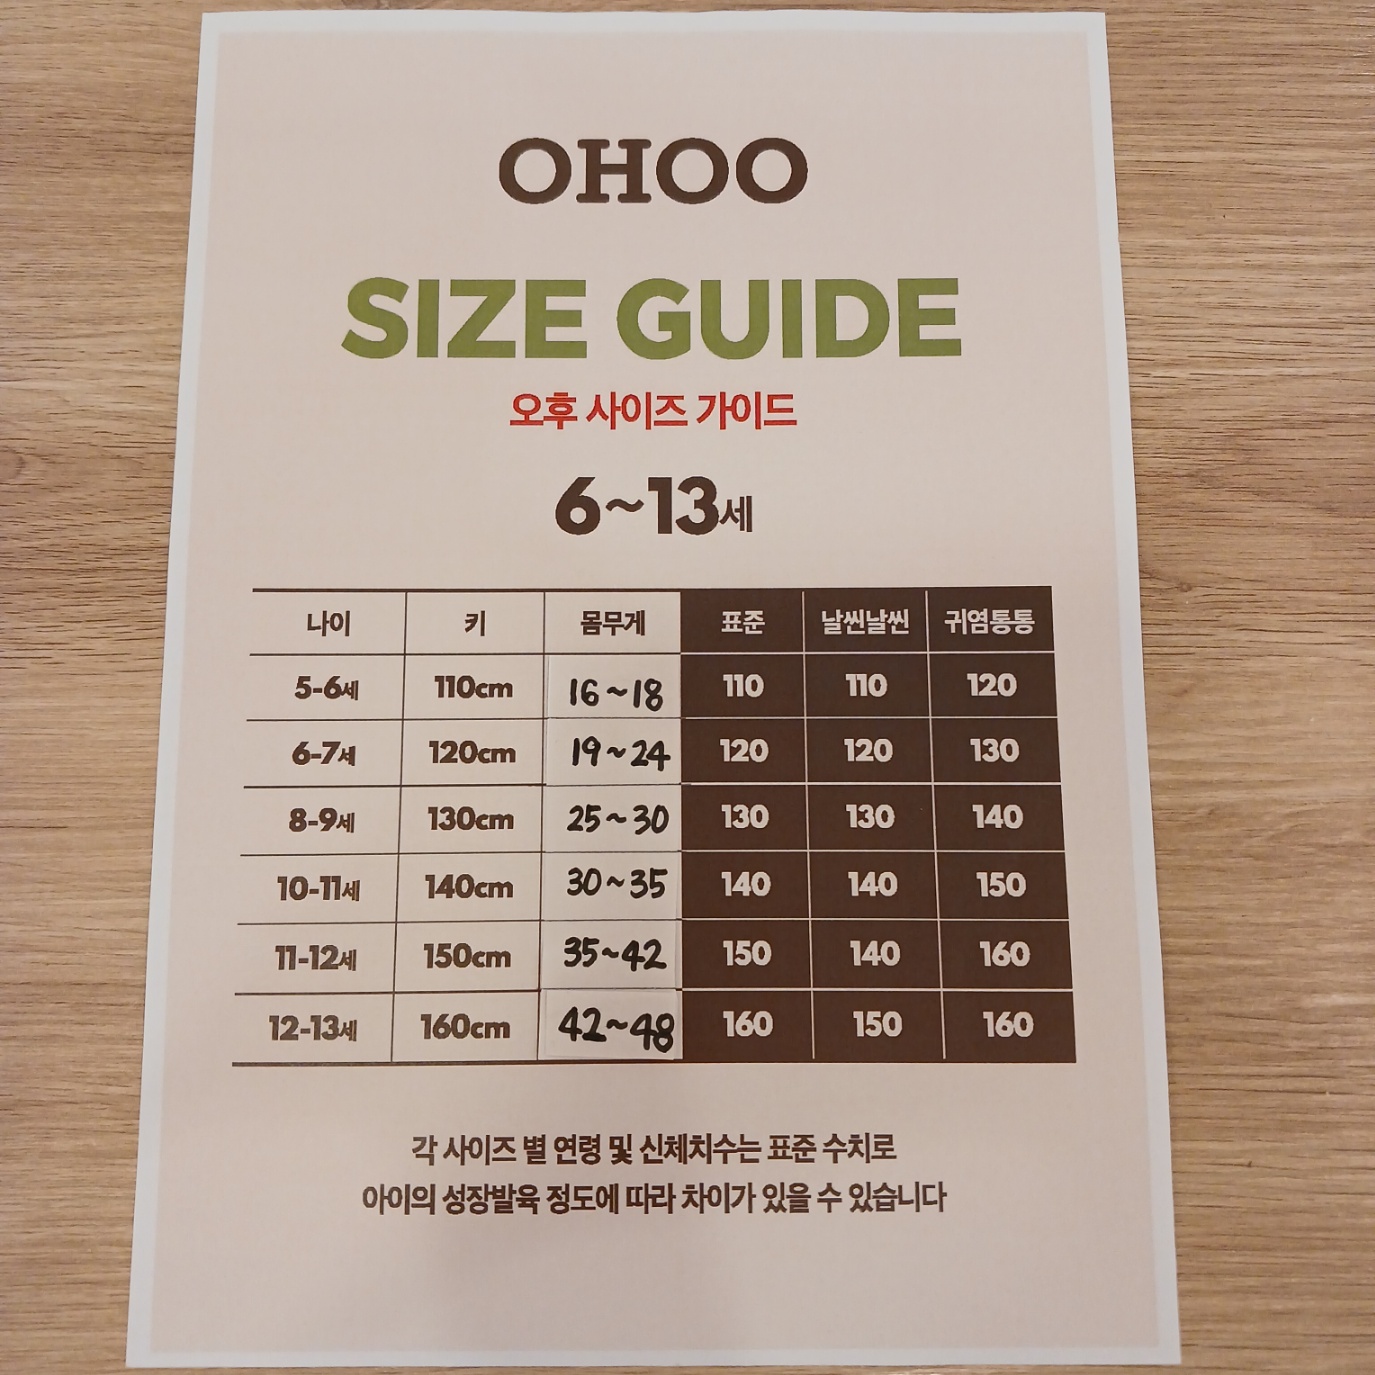 OHOO
SIZE GUIDE
오후 사이즈 가이드
6~13세
나이 키 몸무게 표준 날씬날씬 귀염통통
5-6세 110cm 16~18 110 110 120
6-7세 120cm 19~24 120 120 130
8-9세 130cm 25~30 130 130 140
10-11세 140cm 30~35 140 140 150
11-12세 150cm 35~42 150 140 160
12-13세 160cm 42~48 160 150 160
각 사이즈 별 연령 및 신체치수는 표준 수치로
아이의 성장발육 정도에 따라 차이가 있을 수 있습니다